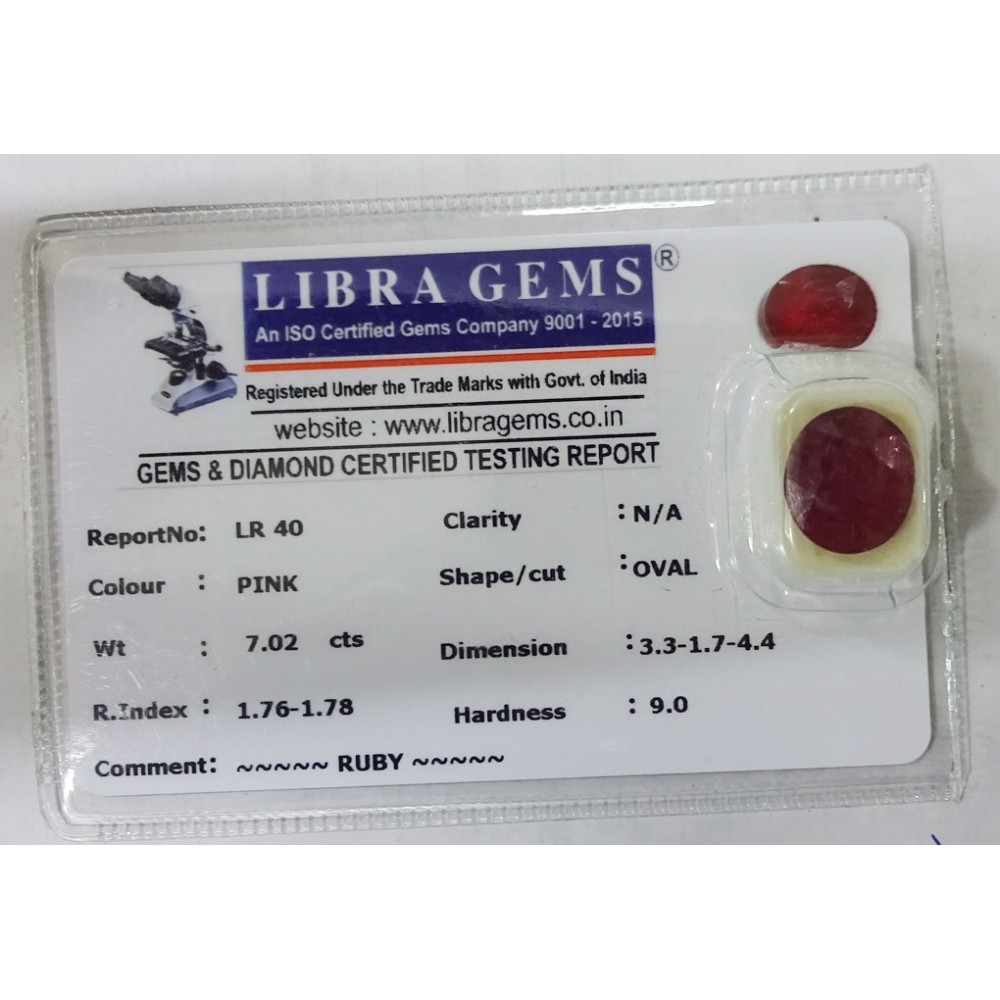 LIBRA GEMS ®
An ISO Certified Gems Company 9001 - 2015
Registered Under the Trade Marks with Govt. of India
website : www.libragems.co.in
GEMS & DIAMOND CERTIFIED TESTING REPORT
ReportNo: LR 40 Clarity : N/A
Colour : PINK Shape/cut : OVAL
Wt : 7.02 cts Dimension : 3.3-1.7-4.4
R.Index : 1.76-1.78 Hardness : 9.0
Comment: ~~~~~ RUBY ~~~~~